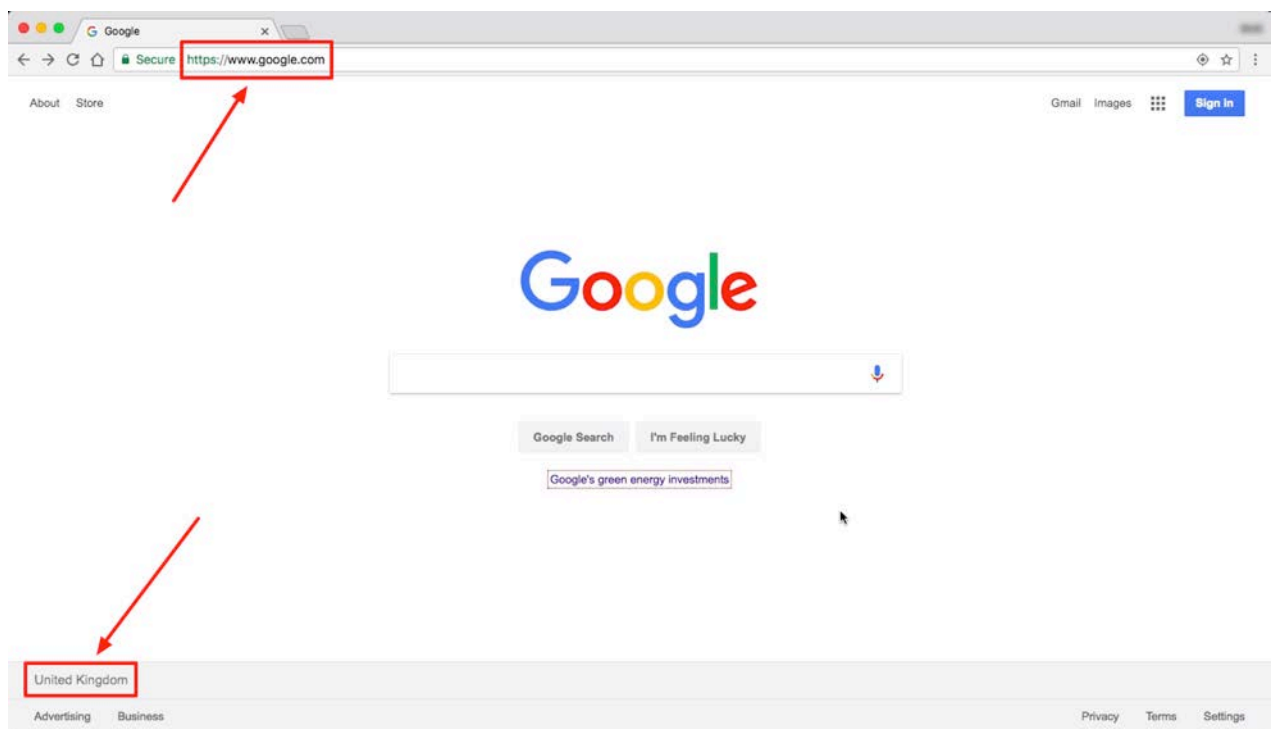 Google
Secure https://www.google.com
About Store Gmail Images Sign In
Google
Google Search I'm Feeling Lucky
Google's green energy investments
United Kingdom
Advertising Business Privacy Terms Settings